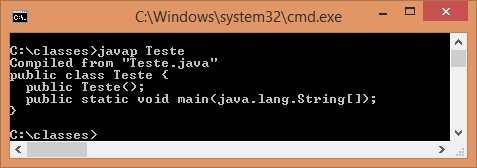 C:\Windows\system32\cmd.exe
C:\classes>javap Teste
Compiled from "Teste.java"
public class Teste {
  public Teste();
  public static void main(java.lang.String[]);
}
C:\classes>